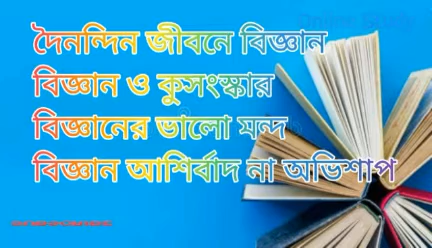 দৈনন্দিন জীবনে বিজ্ঞান
বিজ্ঞান ও কুসংস্কার
বিজ্ঞানের ভালো মন্দ
বিজ্ঞান আশির্বাদ না অভিশাপ